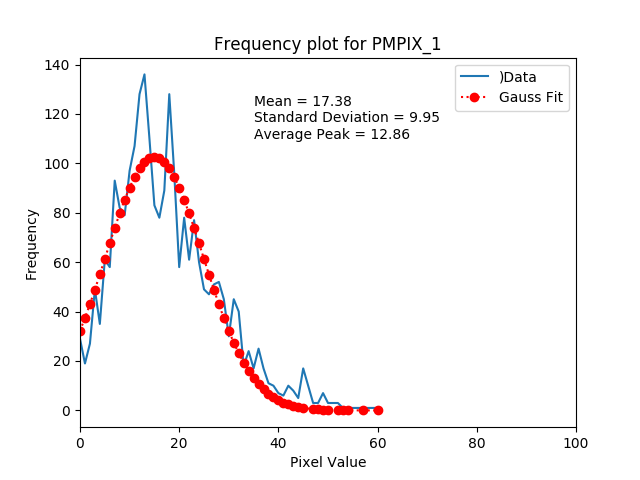 Frequency plot for PMPIX_1
)Data
Gauss Fit
Mean = 17.38
Standard Deviation = 9.95
Average Peak = 12.86
Frequency
140
120
100
80
60
40
20
0
0 20 40 60 80 100
Pixel Value